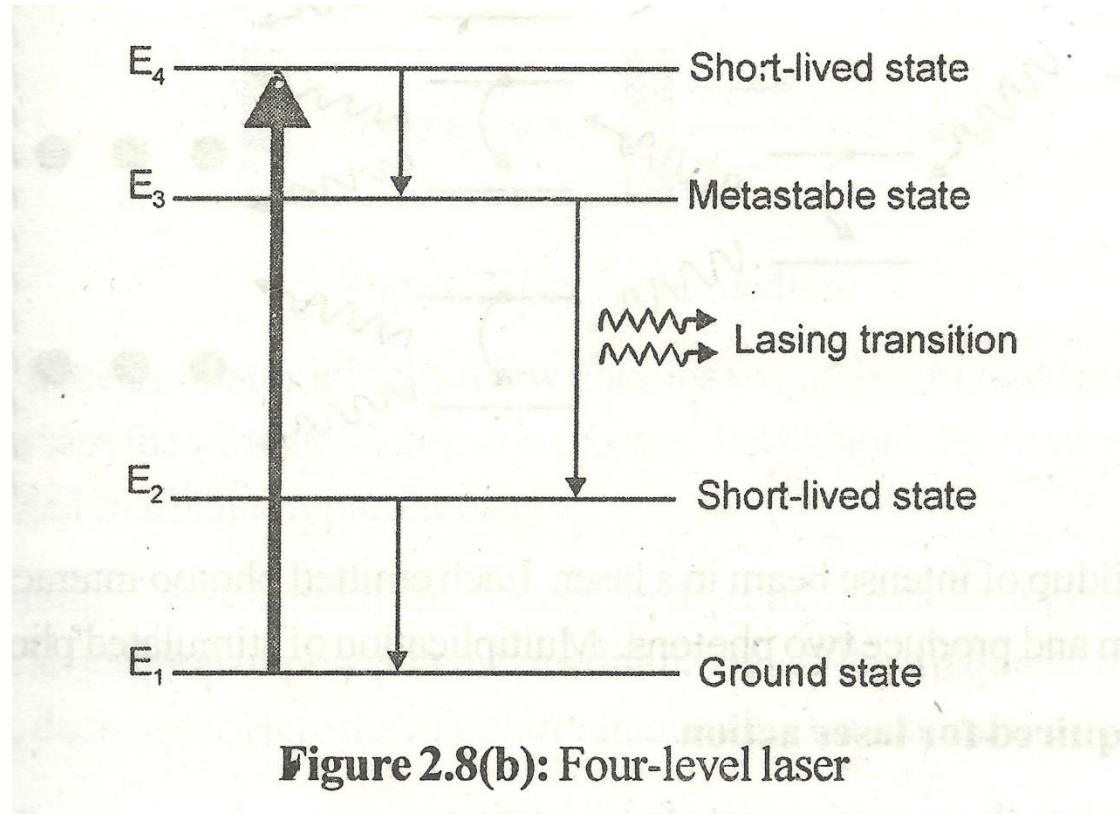 E₄ Short-lived state
E₃ Metastable state
Lasing transition
E₂ Short-lived state
E₁ Ground state
Figure 2.8(b): Four-level laser